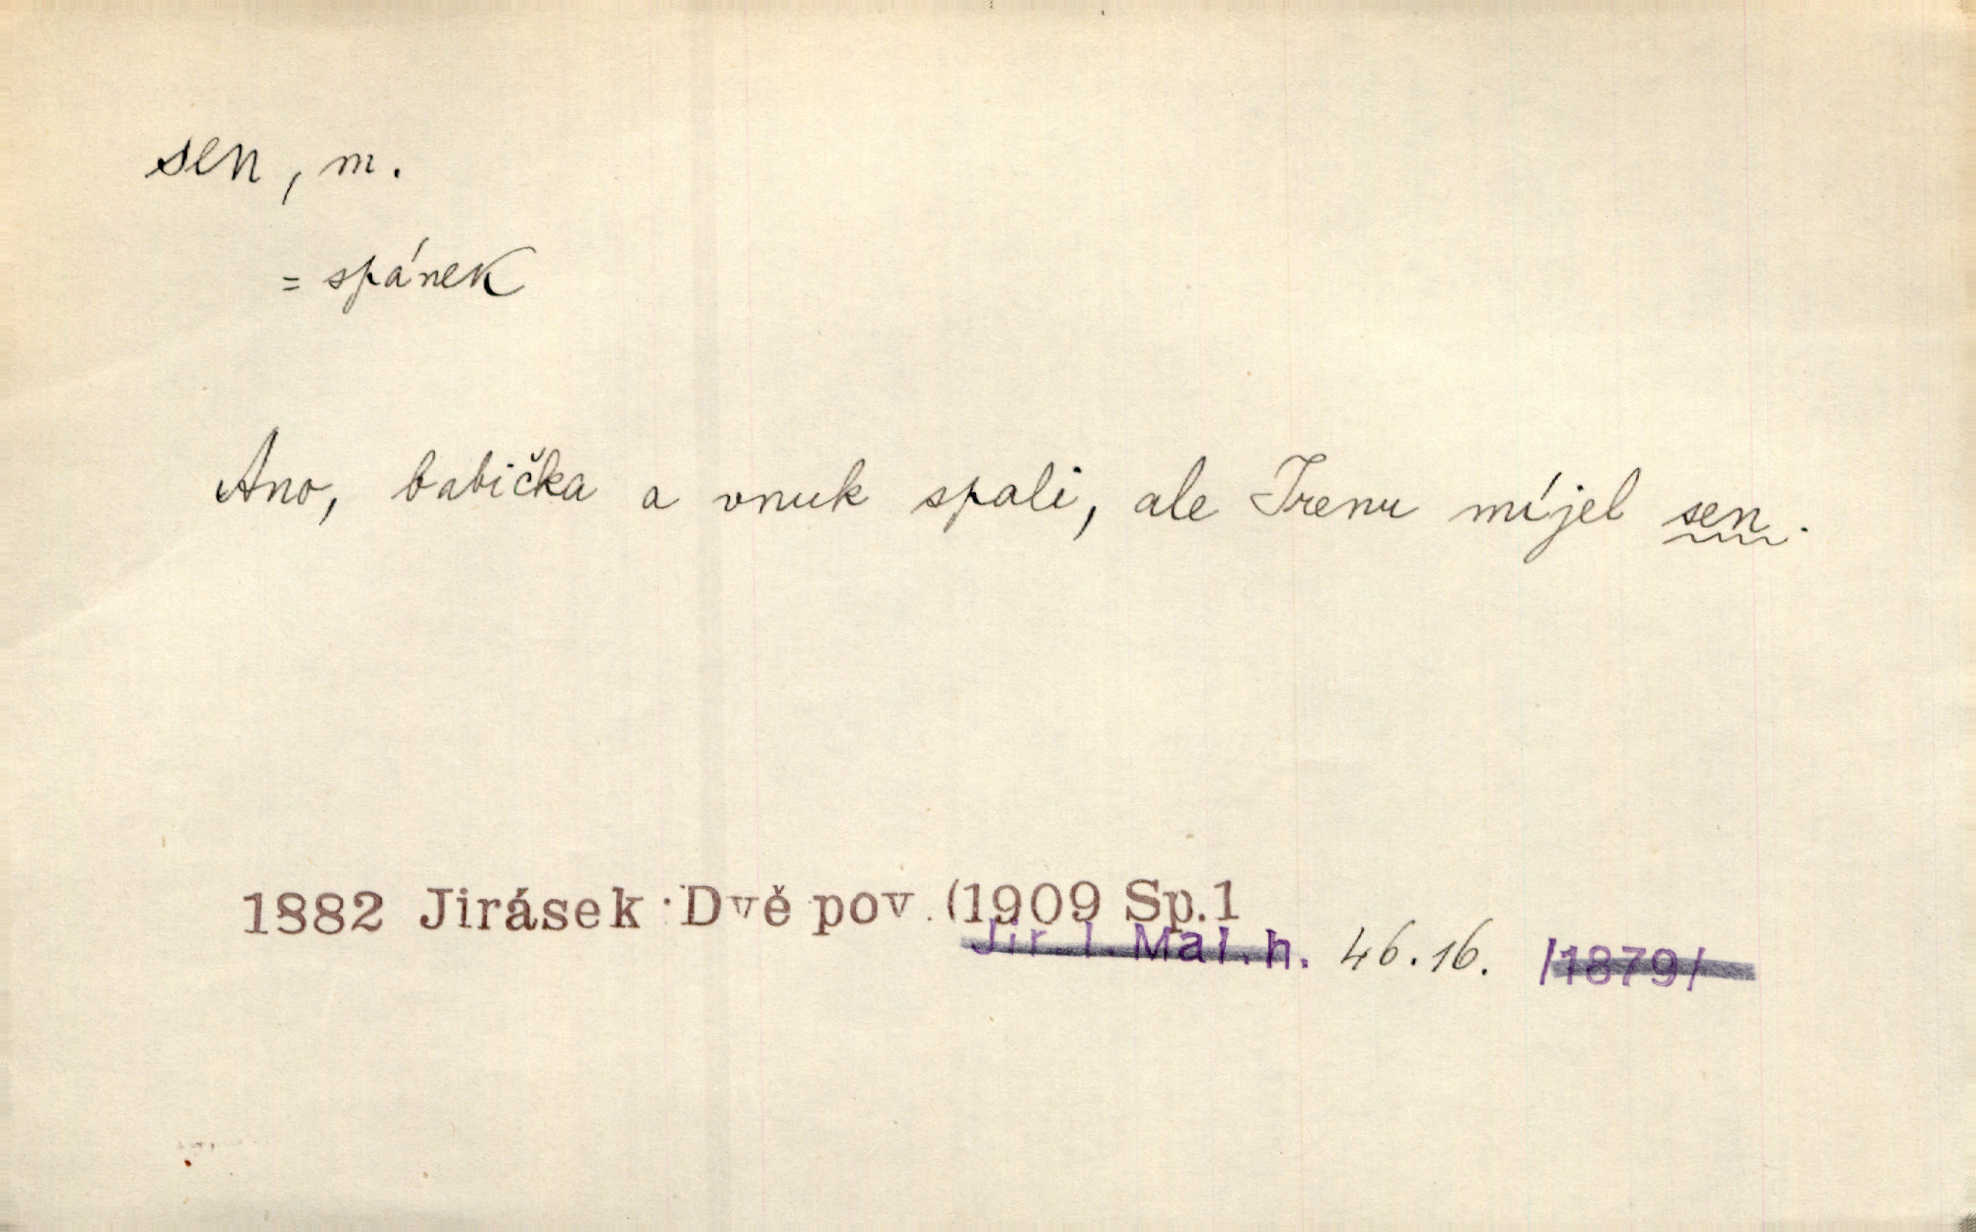 sen, m.
= spánek
Ano, babička a vnuk spali, ale Irenu míjel sen.
1882 Jirásek Dvě pov. (1909 Sp.1
Jir. I. Mal. h. 46.16. /1879/